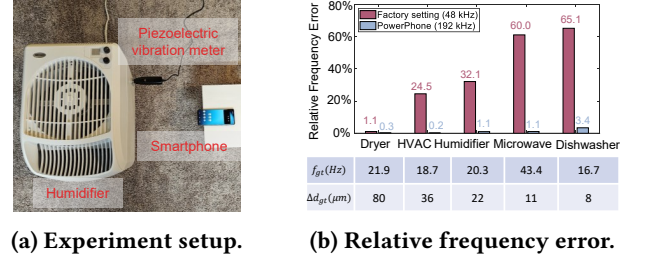 Piezoelectric
vibration meter
Smartphone
Humidifier
(a) Experiment setup.
Relative Frequency Error
80%
60%
40%
20%
0%
Factory setting (48 kHz)
PowerPhone (192 kHz)
1.1
0.3
24.5
0.2
32.1
1.1
60.0
1.1
65.1
3.4
Dryer HVAC Humidifier Microwave Dishwasher
f_gt(Hz) 21.9 18.7 20.3 43.4 16.7
Δd_gt(μm) 80 36 22 11 8
(b) Relative frequency error.